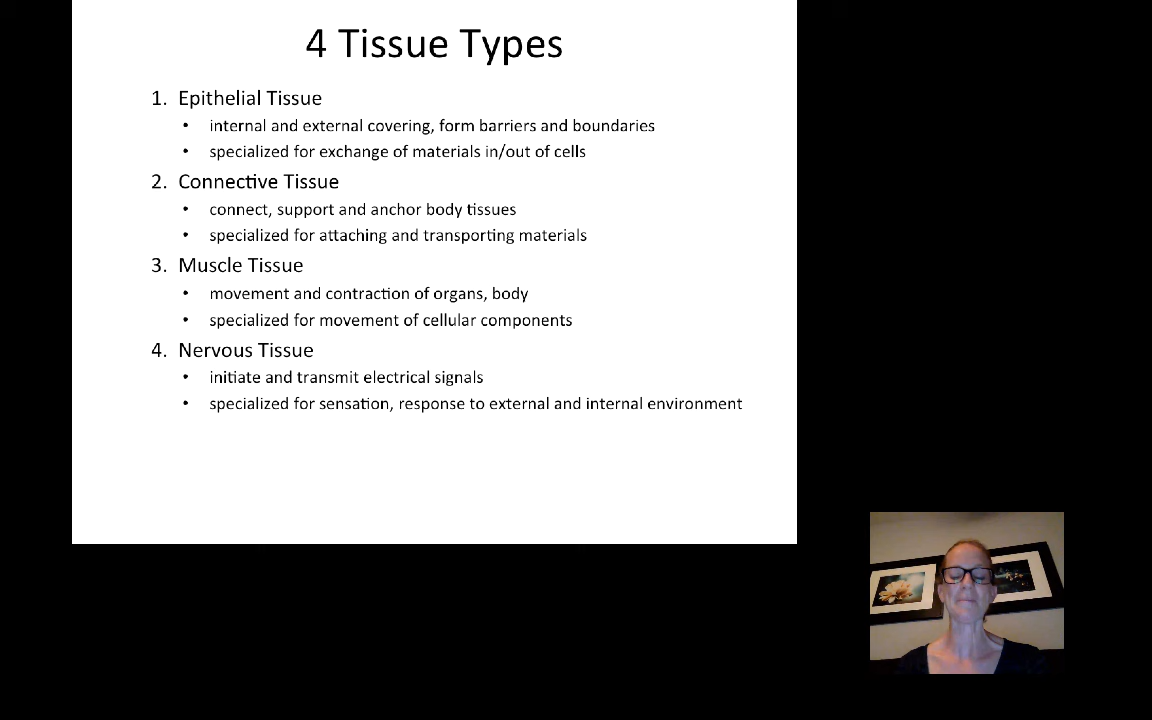 4 Tissue Types
1. Epithelial Tissue
• internal and external covering, form barriers and boundaries
• specialized for exchange of materials in/out of cells
2. Connective Tissue
• connect, support and anchor body tissues
• specialized for attaching and transporting materials
3. Muscle Tissue
• movement and contraction of organs, body
• specialized for movement of cellular components
4. Nervous Tissue
• initiate and transmit electrical signals
• specialized for sensation, response to external and internal environment